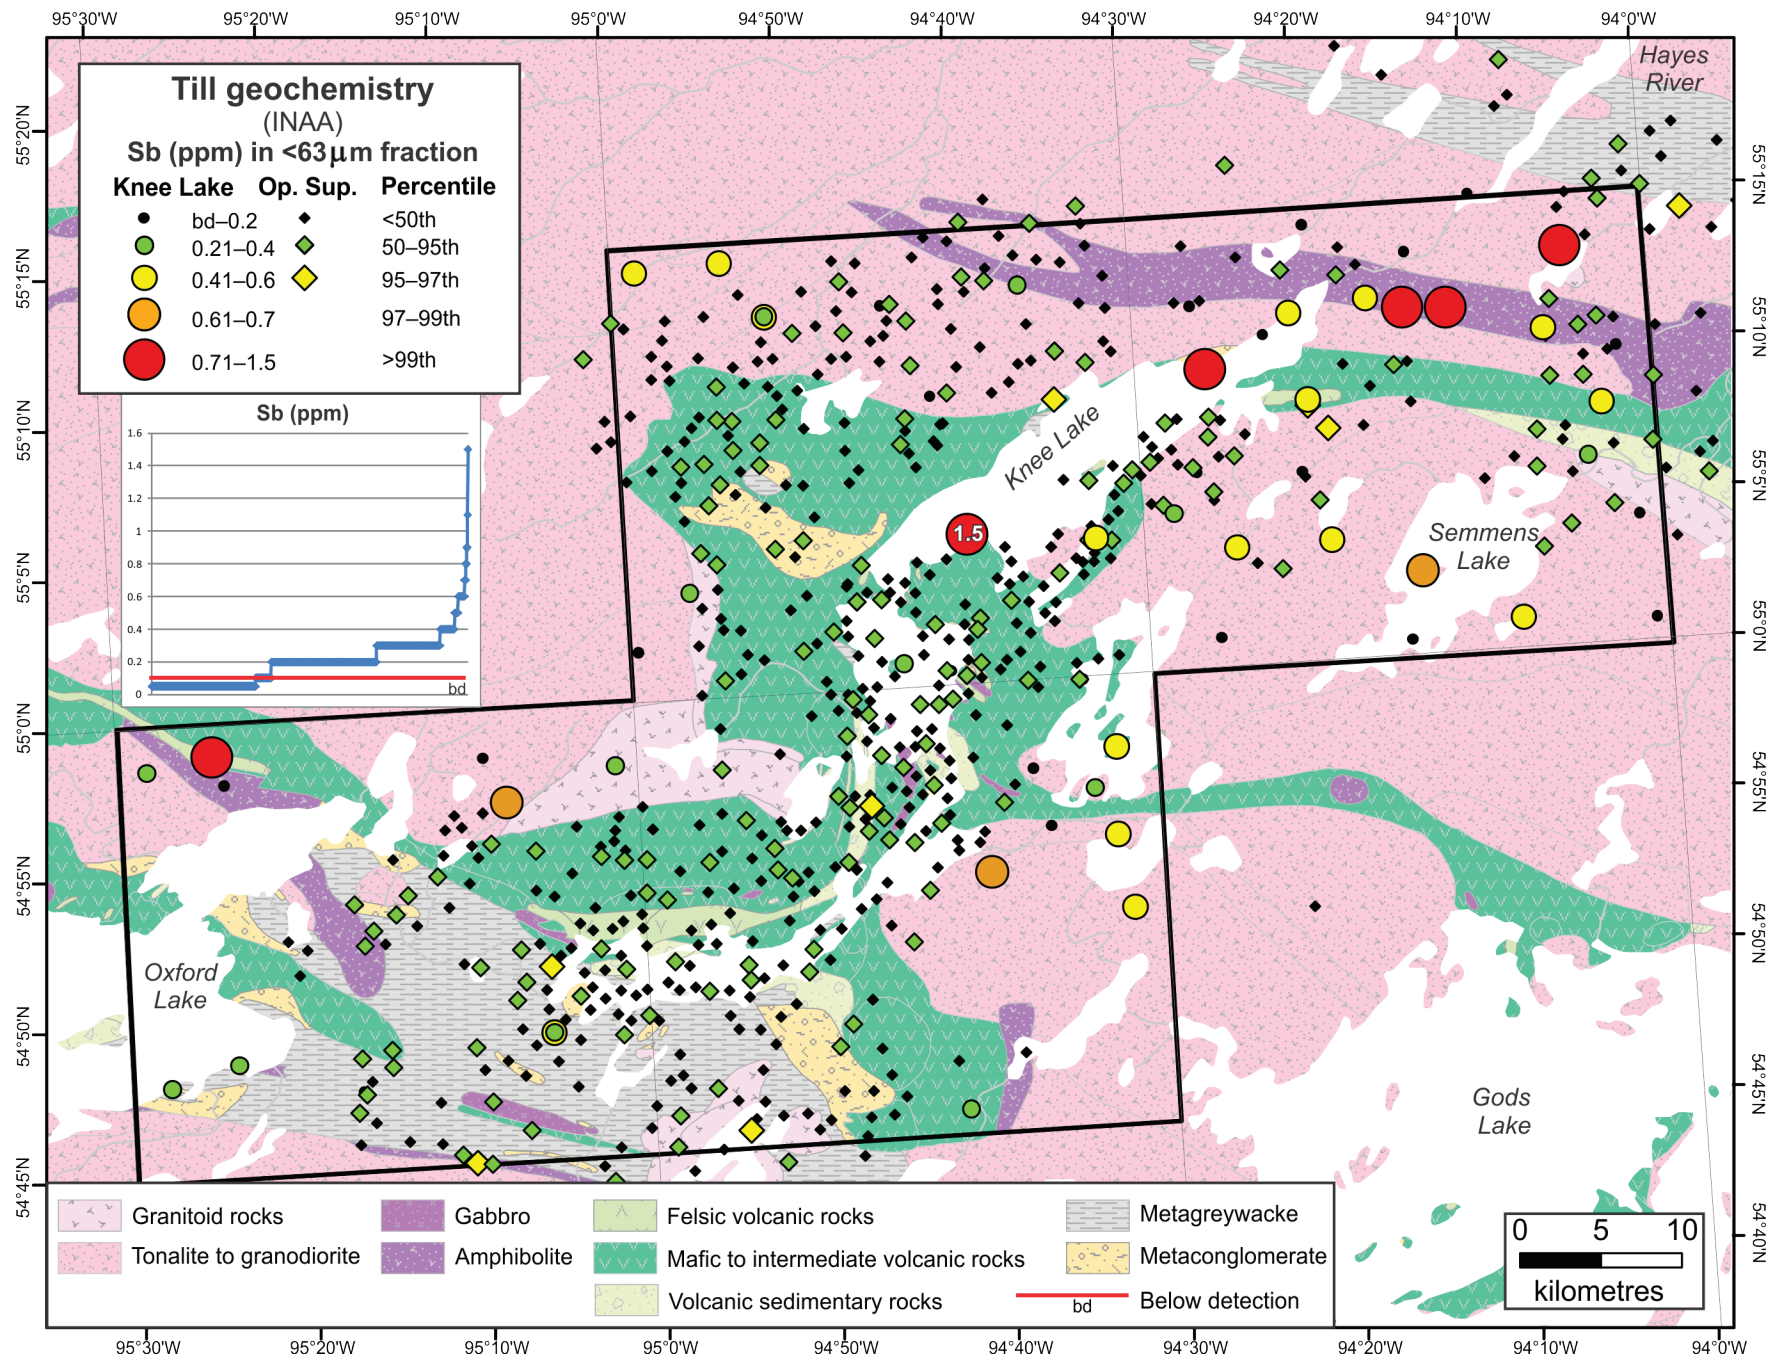 95°30'W 95°20'W 95°10'W 95°0'W 94°50'W 94°40'W 94°30'W 94°20'W 94°10'W 94°0'W
Hayes
River
Till geochemistry
(INAA)
Sb (ppm) in <63µm fraction
Knee Lake Op. Sup. Percentile
bd–0.2 <50th
0.21–0.4 50–95th
0.41–0.6 95–97th
0.61–0.7 97–99th
0.71–1.5 >99th
Sb (ppm)
1.6
1.4
1.2
1
0.8
0.6
0.4
0.2
0
bd
55°20'N
55°15'N
55°10'N
55°5'N
55°0'N
54°55'N
54°50'N
54°45'N
55°15'N
55°10'N
55°5'N
55°0'N
54°55'N
54°50'N
54°45'N
54°40'N
Knee Lake
1.5
Semmens
Lake
Oxford
Lake
Gods
Lake
Granitoid rocks
Tonalite to granodiorite
Gabbro
Amphibolite
Felsic volcanic rocks
Mafic to intermediate volcanic rocks
Volcanic sedimentary rocks
Metagreywacke
Metaconglomerate
bd Below detection
0 5 10
kilometres
95°30'W 95°20'W 95°10'W 95°0'W 94°50'W 94°40'W 94°30'W 94°20'W 94°10'W 94°0'W